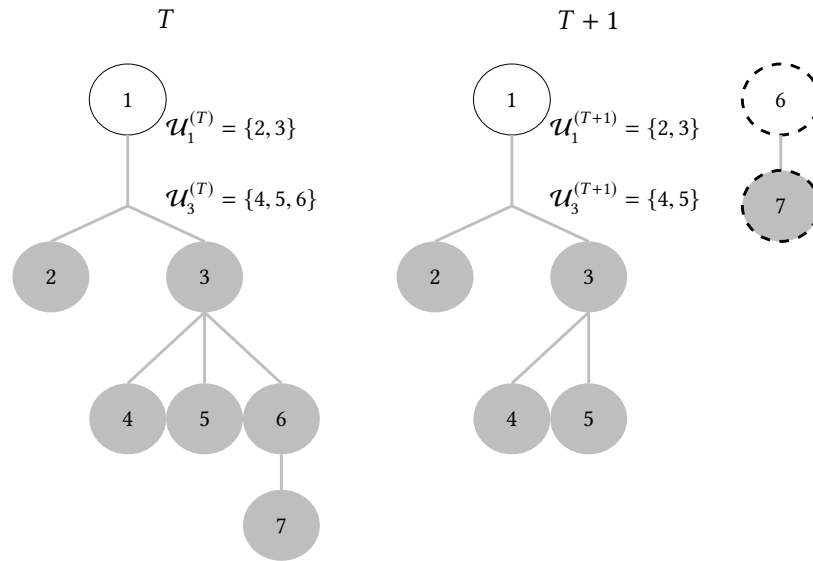 T
T + 1
1
𝒰₁⁽ᵀ⁾ = {2, 3}
𝒰₃⁽ᵀ⁾ = {4, 5, 6}
2
3
4
5
6
7
1
𝒰₁⁽ᵀ⁺¹⁾ = {2, 3}
𝒰₃⁽ᵀ⁺¹⁾ = {4, 5}
2
3
4
5
6
7